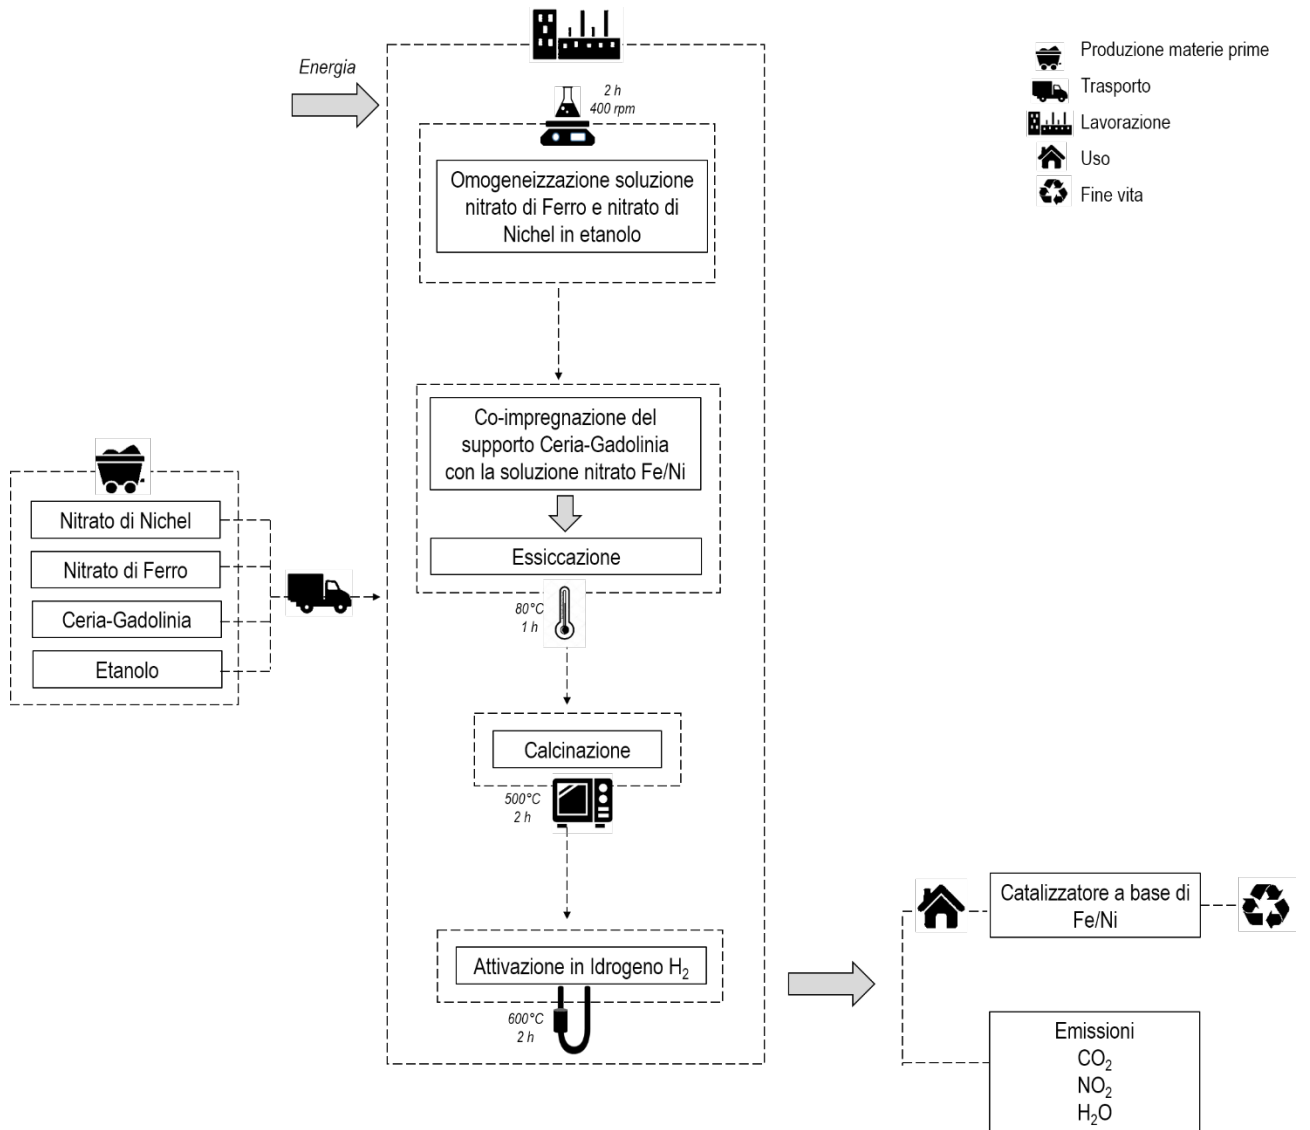 Energia
2 h
400 rpm
Omogeneizzazione soluzione
nitrato di Ferro e nitrato di
Nichel in etanolo
Co-impregnazione del
supporto Ceria-Gadolinia
con la soluzione nitrato Fe/Ni
Essiccazione
80°C
1 h
Calcinazione
500°C
2 h
Attivazione in Idrogeno H₂
600°C
2 h
Nitrato di Nichel
Nitrato di Ferro
Ceria-Gadolinia
Etanolo
Produzione materie prime
Trasporto
Lavorazione
Uso
Fine vita
Catalizzatore a base di
Fe/Ni
Emissioni
CO₂
NO₂
H₂O